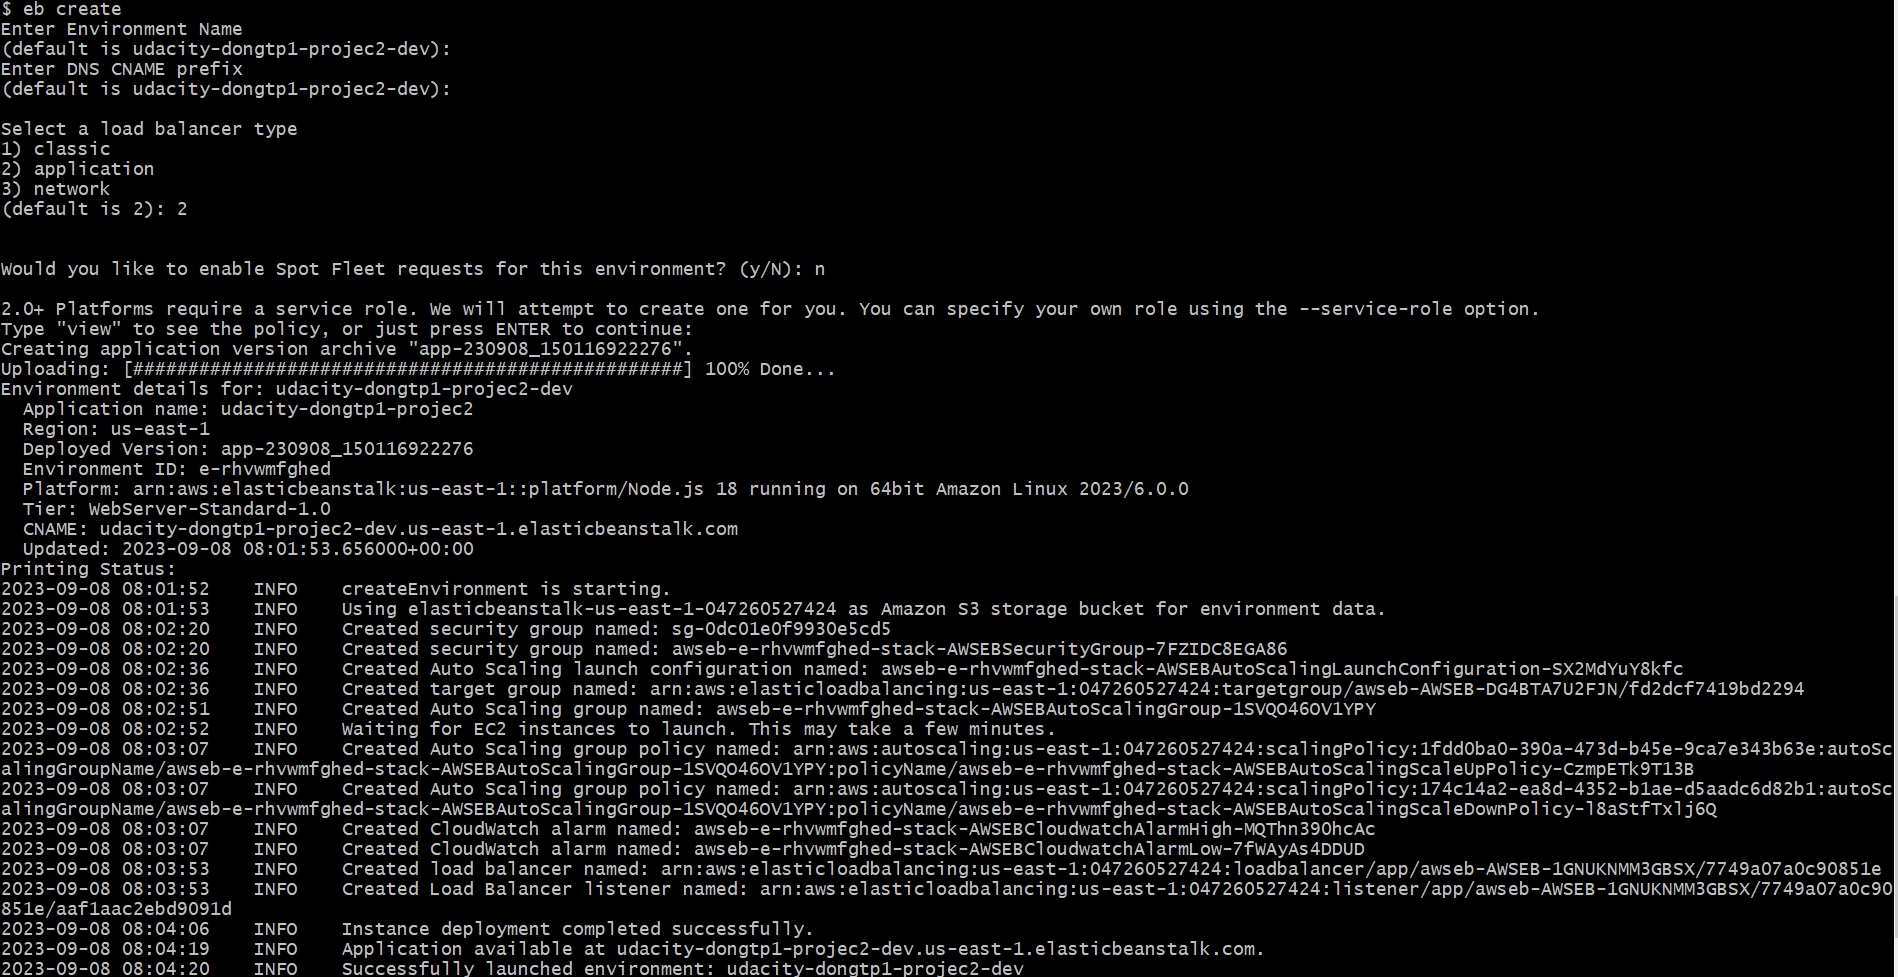 $ eb create
Enter Environment Name
(default is udacity-dongtp1-projec2-dev):
Enter DNS CNAME prefix
(default is udacity-dongtp1-projec2-dev):
Select a load balancer type
1) classic
2) application
3) network
(default is 2): 2
Would you like to enable Spot Fleet requests for this environment? (y/N): n
2.0+ Platforms require a service role. We will attempt to create one for you. You can specify your own role using the --service-role option.
Type "view" to see the policy, or just press ENTER to continue:
Creating application version archive "app-230908_150116922276".
Uploading: [##################################################] 100% Done...
Environment details for: udacity-dongtp1-projec2-dev
  Application name: udacity-dongtp1-projec2
  Region: us-east-1
  Deployed Version: app-230908_150116922276
  Environment ID: e-rhvwmfghed
  Platform: arn:aws:elasticbeanstalk:us-east-1::platform/Node.js 18 running on 64bit Amazon Linux 2023/6.0.0
  Tier: WebServer-Standard-1.0
  CNAME: udacity-dongtp1-projec2-dev.us-east-1.elasticbeanstalk.com
  Updated: 2023-09-08 08:01:53.656000+00:00
Printing Status:
2023-09-08 08:01:52    INFO    createEnvironment is starting.
2023-09-08 08:01:53    INFO    Using elasticbeanstalk-us-east-1-047260527424 as Amazon S3 storage bucket for environment data.
2023-09-08 08:02:20    INFO    Created security group named: sg-0dc01e0f9930e5cd5
2023-09-08 08:02:20    INFO    Created security group named: awseb-e-rhvwmfghed-stack-AWSEBSecurityGroup-7FZIDC8EGA86
2023-09-08 08:02:36    INFO    Created Auto Scaling launch configuration named: awseb-e-rhvwmfghed-stack-AWSEBAutoScalingLaunchConfiguration-SX2MdYuY8kfc
2023-09-08 08:02:36    INFO    Created target group named: arn:aws:elasticloadbalancing:us-east-1:047260527424:targetgroup/awseb-AWSEB-DG4BTA7U2FJN/fd2dcf7419bd2294
2023-09-08 08:02:51    INFO    Created Auto Scaling group named: awseb-e-rhvwmfghed-stack-AWSEBAutoScalingGroup-1SVQO46OV1YPY
2023-09-08 08:02:52    INFO    Waiting for EC2 instances to launch. This may take a few minutes.
2023-09-08 08:03:07    INFO    Created Auto Scaling group policy named: arn:aws:autoscaling:us-east-1:047260527424:scalingPolicy:1fdd0ba0-390a-473d-b45e-9ca7e343b63e:autoSc
alingGroupName/awseb-e-rhvwmfghed-stack-AWSEBAutoScalingGroup-1SVQO46OV1YPY:policyName/awseb-e-rhvwmfghed-stack-AWSEBAutoScalingScaleUpPolicy-CzmpETk9T13B
2023-09-08 08:03:07    INFO    Created Auto Scaling group policy named: arn:aws:autoscaling:us-east-1:047260527424:scalingPolicy:174c14a2-ea8d-4352-b1ae-d5aadc6d82b1:autoSc
alingGroupName/awseb-e-rhvwmfghed-stack-AWSEBAutoScalingGroup-1SVQO46OV1YPY:policyName/awseb-e-rhvwmfghed-stack-AWSEBAutoScalingScaleDownPolicy-l8aStfTxlj6Q
2023-09-08 08:03:07    INFO    Created CloudWatch alarm named: awseb-e-rhvwmfghed-stack-AWSEBCloudwatchAlarmHigh-MQThn39OhcAc
2023-09-08 08:03:07    INFO    Created CloudWatch alarm named: awseb-e-rhvwmfghed-stack-AWSEBCloudwatchAlarmLow-7fWAyAs4DDUD
2023-09-08 08:03:53    INFO    Created load balancer named: arn:aws:elasticloadbalancing:us-east-1:047260527424:loadbalancer/app/awseb-AWSEB-1GNUKNMM3GBSX/7749a07a0c90851e
2023-09-08 08:03:53    INFO    Created Load Balancer listener named: arn:aws:elasticloadbalancing:us-east-1:047260527424:listener/app/awseb-AWSEB-1GNUKNMM3GBSX/7749a07a0c90
851e/aaf1aac2ebd9091d
2023-09-08 08:04:06    INFO    Instance deployment completed successfully.
2023-09-08 08:04:19    INFO    Application available at udacity-dongtp1-projec2-dev.us-east-1.elasticbeanstalk.com.
2023-09-08 08:04:20    INFO    Successfully launched environment: udacity-dongtp1-projec2-dev